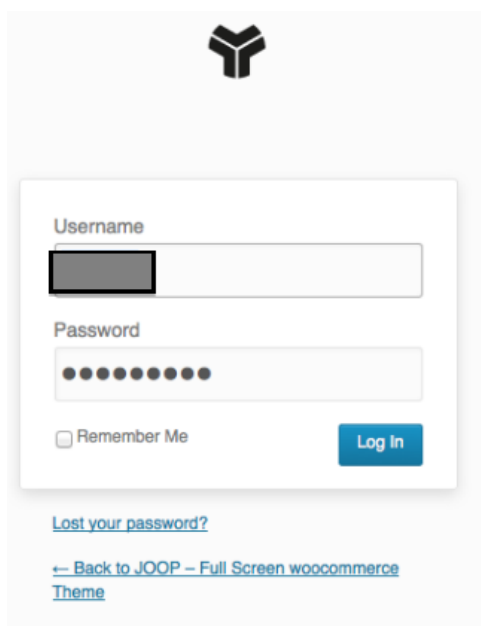 Username
Password
Remember Me
Log In
Lost your password?
← Back to JOOP – Full Screen woocommerce
Theme